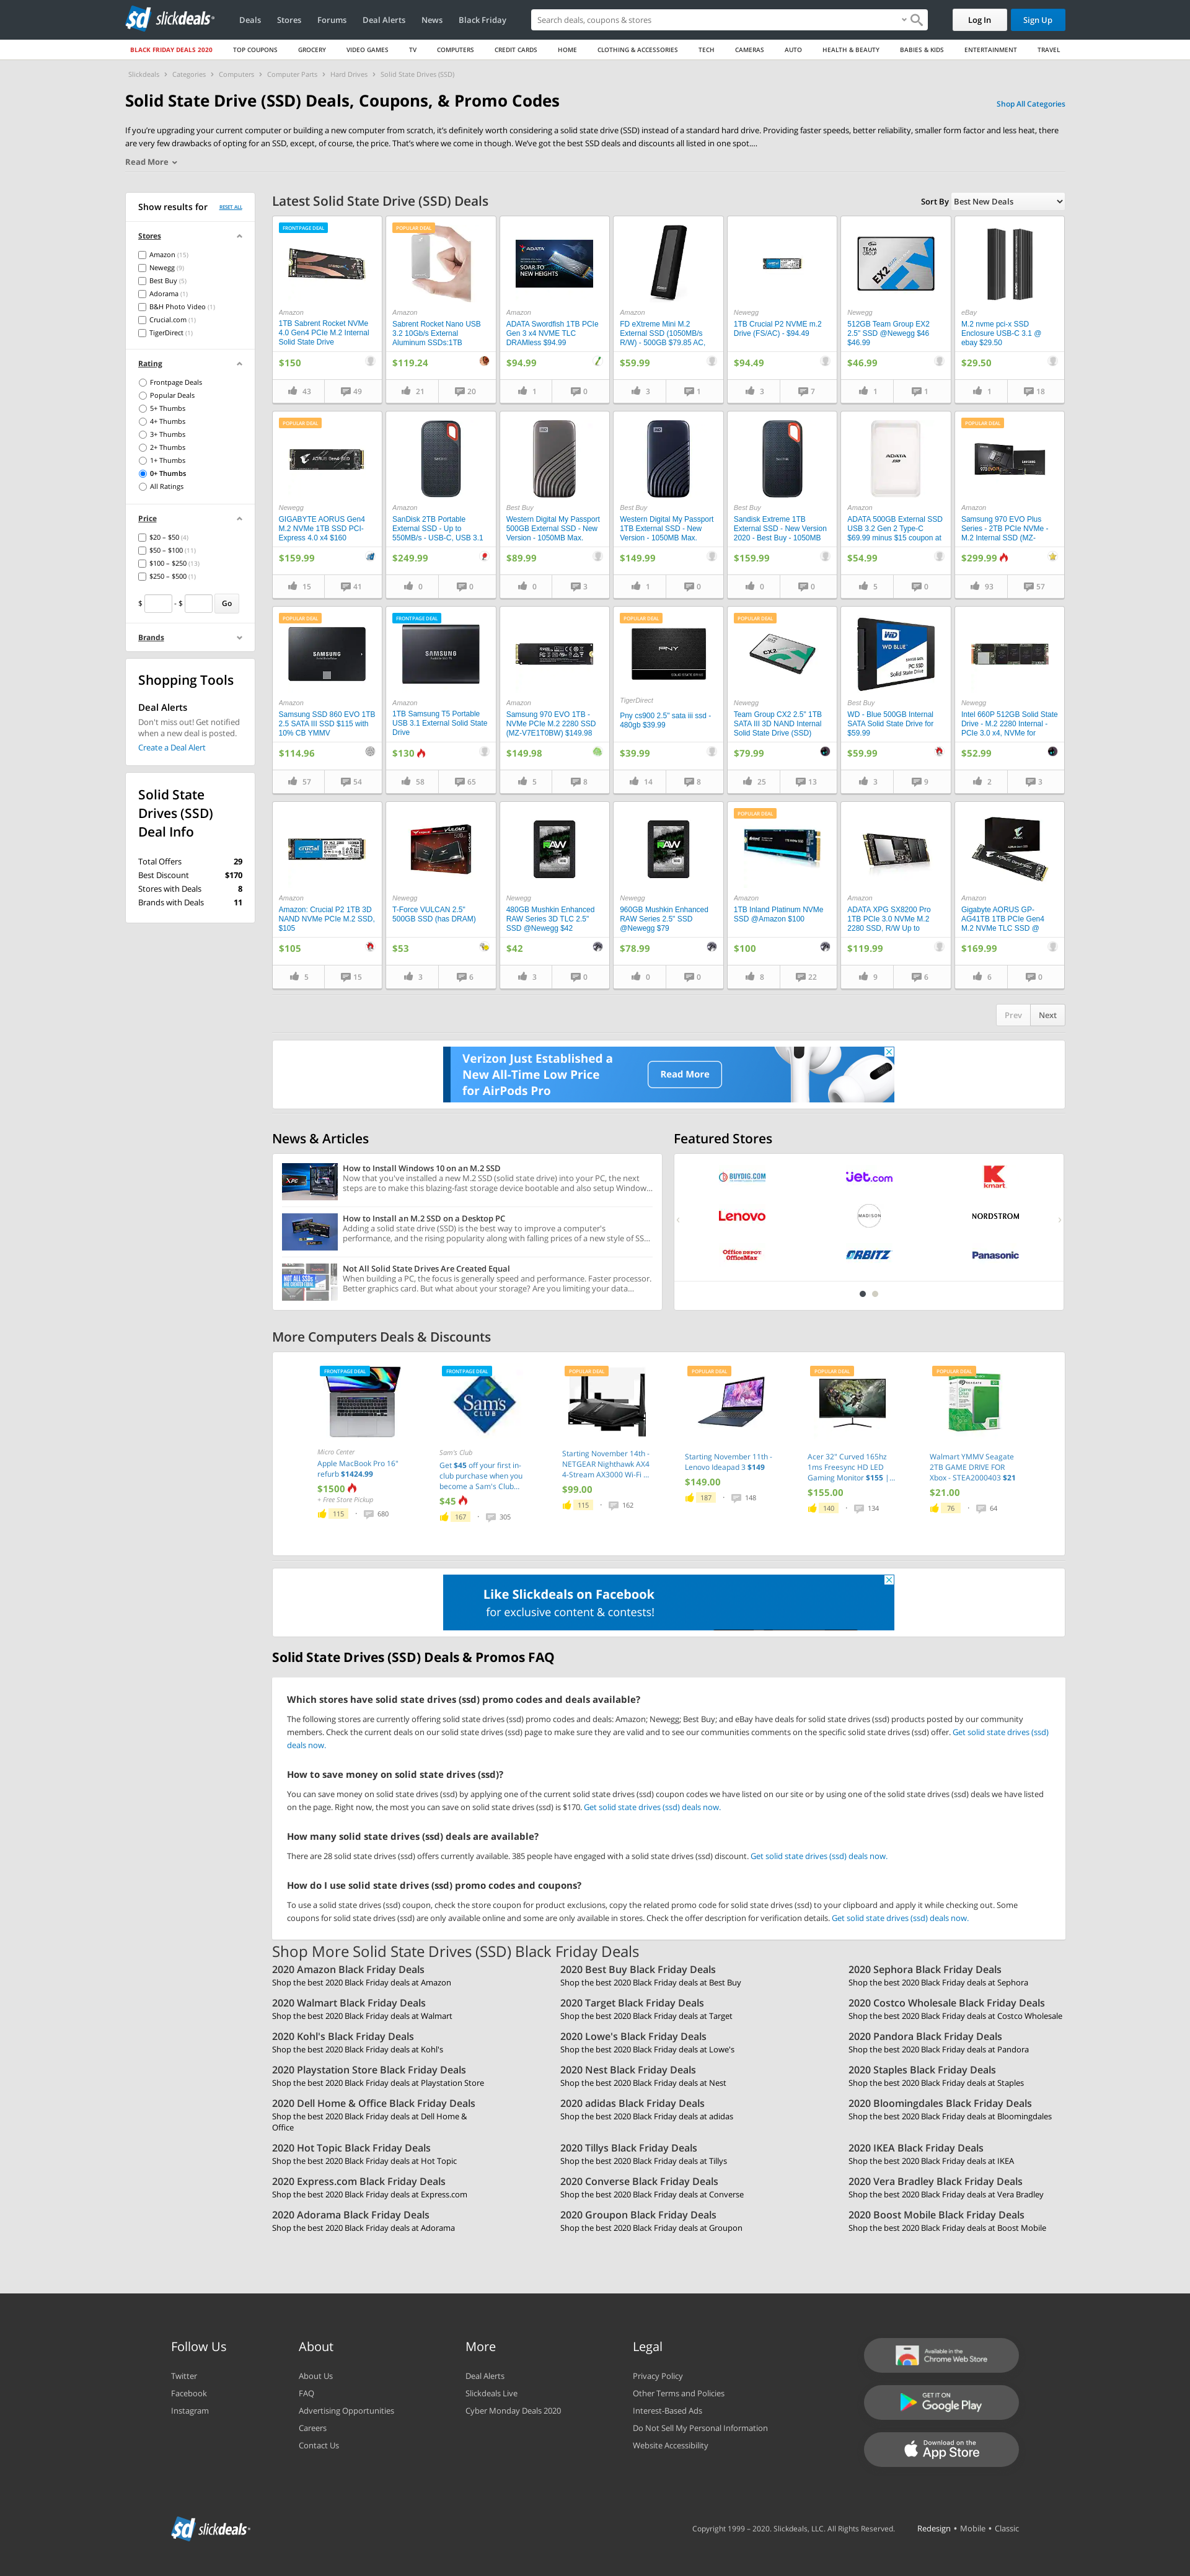 sd slickdeals
Deals Stores Forums Deal Alerts News Black Friday
Search deals, coupons & stores
Log In Sign Up
BLACK FRIDAY DEALS 2020 TOP COUPONS GROCERY VIDEO GAMES TV COMPUTERS CREDIT CARDS HOME CLOTHING & ACCESSORIES TECH CAMERAS AUTO HEALTH & BEAUTY BABIES & KIDS ENTERTAINMENT TRAVEL
Slickdeals > Categories > Computers > Computer Parts > Hard Drives > Solid State Drives (SSD)
Solid State Drive (SSD) Deals, Coupons, & Promo Codes
Shop All Categories
If you're upgrading your current computer or building a new computer from scratch, it's definitely worth considering a solid state drive (SSD) instead of a standard hard drive. Providing faster speeds, better reliability, smaller form factor and less heat, there
are very few drawbacks of opting for an SSD, except, of course, the price. That's where we come in though. We've got the best SSD deals and discounts all listed in one spot....
Read More
Show results for RESET ALL
Stores
Amazon (15)
Newegg (9)
Best Buy (5)
Adorama (1)
B&H Photo Video (1)
Crucial.com (1)
TigerDirect (1)
Rating
Frontpage Deals
Popular Deals
5+ Thumbs
4+ Thumbs
3+ Thumbs
2+ Thumbs
1+ Thumbs
0+ Thumbs
All Ratings
Price
$20 – $50 (4)
$50 – $100 (11)
$100 – $250 (13)
$250 – $500 (1)
$ - $ Go
Brands
Shopping Tools
Deal Alerts
Don't miss out! Get notified
when a new deal is posted.
Create a Deal Alert
Solid State
Drives (SSD)
Deal Info
Total Offers 29
Best Discount $170
Stores with Deals 8
Brands with Deals 11
Latest Solid State Drive (SSD) Deals
Sort By Best New Deals
FRONTPAGE DEAL
Amazon
1TB Sabrent Rocket NVMe
4.0 Gen4 PCIe M.2 Internal
Solid State Drive
$150
43 49
POPULAR DEAL
Amazon
Sabrent Rocket Nano USB
3.2 10Gb/s External
Aluminum SSDs:1TB
$119.24
21 20
ADATA
SOAR TO
NEW HEIGHTS
Amazon
ADATA Swordfish 1TB PCIe
Gen 3 x4 NVME TLC
DRAMless $94.99
$94.99
1 0
Amazon
FD eXtreme Mini M.2
External SSD (1050MB/s
R/W) - 500GB $79.85 AC,
$59.99
3 1
Newegg
1TB Crucial P2 NVME m.2
Drive (FS/AC) - $94.49
$94.49
3 7
TEAM GROUP
EX2
Newegg
512GB Team Group EX2
2.5" SSD @Newegg $46
$46.99
$46.99
1 1
eBay
M.2 nvme pci-x SSD
Enclosure USB-C 3.1 @
ebay $29.50
$29.50
1 18
POPULAR DEAL
Newegg
GIGABYTE AORUS Gen4
M.2 NVMe 1TB SSD PCI-
Express 4.0 x4 $160
$159.99
15 41
Amazon
SanDisk 2TB Portable
External SSD - Up to
550MB/s - USB-C, USB 3.1
$249.99
0 0
Best Buy
Western Digital My Passport
500GB External SSD - New
Version - 1050MB Max.
$89.99
0 3
Best Buy
Western Digital My Passport
1TB External SSD - New
Version - 1050MB Max.
$149.99
1 0
Best Buy
Sandisk Extreme 1TB
External SSD - New Version
2020 - Best Buy - 1050MB
$159.99
0 0
ADATA
Amazon
ADATA 500GB External SSD
USB 3.2 Gen 2 Type-C
$69.99 minus $15 coupon at
$54.99
5 0
POPULAR DEAL
Amazon
Samsung 970 EVO Plus
Series - 2TB PCIe NVMe -
M.2 Internal SSD (MZ-
$299.99
93 57
POPULAR DEAL
SAMSUNG
Amazon
Samsung SSD 860 EVO 1TB
2.5 SATA III SSD $115 with
10% CB YMMV
$114.96
57 54
FRONTPAGE DEAL
SAMSUNG
Amazon
1TB Samsung T5 Portable
USB 3.1 External Solid State
Drive
$130
58 65
Amazon
Samsung 970 EVO 1TB -
NVMe PCIe M.2 2280 SSD
(MZ-V7E1T0BW) $149.98
$149.98
5 8
POPULAR DEAL
PNY
TigerDirect
Pny cs900 2.5" sata iii ssd -
480gb $39.99
$39.99
14 8
POPULAR DEAL
CX2
Newegg
Team Group CX2 2.5" 1TB
SATA III 3D NAND Internal
Solid State Drive (SSD)
$79.99
25 13
WD BLUE
Best Buy
WD - Blue 500GB Internal
SATA Solid State Drive for
$59.99
$59.99
3 9
Newegg
Intel 660P 512GB Solid State
Drive - M.2 2280 Internal -
PCIe 3.0 x4, NVMe for
$52.99
2 3
crucial
Amazon
Amazon: Crucial P2 1TB 3D
NAND NVMe PCIe M.2 SSD,
$105
$105
5 15
VULCAN
Newegg
T-Force VULCAN 2.5"
500GB SSD (has DRAM)
$53
3 6
RAW
Newegg
480GB Mushkin Enhanced
RAW Series 3D TLC 2.5"
SSD @Newegg $42
$42
3 0
RAW
Newegg
960GB Mushkin Enhanced
RAW Series 2.5" SSD
@Newegg $79
$78.99
0 0
POPULAR DEAL
Amazon
1TB Inland Platinum NVMe
SSD @Amazon $100
$100
8 22
Amazon
ADATA XPG SX8200 Pro
1TB PCIe 3.0 NVMe M.2
2280 SSD, R/W Up to
$119.99
9 6
Amazon
Gigabyte AORUS GP-
AG41TB 1TB PCIe Gen4
M.2 NVMe TLC SSD @
$169.99
6 0
Prev Next
Verizon Just Established a
New All-Time Low Price
for AirPods Pro
Read More
News & Articles
How to Install Windows 10 on an M.2 SSD
Now that you've installed a new M.2 SSD (solid state drive) into your PC, the next
steps are to make this blazing-fast storage device bootable and also setup Window...
How to Install an M.2 SSD on a Desktop PC
Adding a solid state drive (SSD) is the best way to improve a computer's
performance, and the rising popularity along with falling prices of a new style of SS...
NOT ALL SSDs ARE CREATED EQUAL
Not All Solid State Drives Are Created Equal
When building a PC, the focus is generally speed and performance. Faster processor.
Better graphics card. But what about your storage? Are you limiting your data...
Featured Stores
BUYDIG.COM Jet.com Kmart
Lenovo MADISON NORDSTROM
Office DEPOT OfficeMax ORBITZ Panasonic
More Computers Deals & Discounts
FRONTPAGE DEAL
Micro Center
Apple MacBook Pro 16"
refurb $1424.99
$1500
+ Free Store Pickup
115 680
FRONTPAGE DEAL
Sam's CLUB
Sam's Club
Get $45 off your first in-
club purchase when you
become a Sam's Club...
$45
167 305
POPULAR DEAL
Starting November 14th -
NETGEAR Nighthawk AX4
4-Stream AX3000 Wi-Fi ...
$99.00
115 162
POPULAR DEAL
Starting November 11th -
Lenovo Ideapad 3 $149
$149.00
187 148
POPULAR DEAL
Acer 32" Curved 165hz
1ms Freesync HD LED
Gaming Monitor $155 |...
$155.00
140 134
POPULAR DEAL
Walmart YMMV Seagate
2TB GAME DRIVE FOR
Xbox - STEA2000403 $21
$21.00
76 64
Like Slickdeals on Facebook
for exclusive content & contests!
Solid State Drives (SSD) Deals & Promos FAQ
Which stores have solid state drives (ssd) promo codes and deals available?
The following stores are currently offering solid state drives (ssd) promo codes and deals: Amazon; Newegg; Best Buy; and eBay have deals for solid state drives (ssd) products posted by our community
members. Check the current deals on our solid state drives (ssd) page to make sure they are valid and to see our communities comments on the specific solid state drives (ssd) offer. Get solid state drives (ssd)
deals now.
How to save money on solid state drives (ssd)?
You can save money on solid state drives (ssd) by applying one of the current solid state drives (ssd) coupon codes we have listed on our site or by using one of the solid state drives (ssd) deals we have listed
on the page. Right now, the most you can save on solid state drives (ssd) is $170. Get solid state drives (ssd) deals now.
How many solid state drives (ssd) deals are available?
There are 28 solid state drives (ssd) offers currently available. 385 people have engaged with a solid state drives (ssd) discount. Get solid state drives (ssd) deals now.
How do I use solid state drives (ssd) promo codes and coupons?
To use a solid state drives (ssd) coupon, check the store coupon for product exclusions, copy the related promo code for solid state drives (ssd) to your clipboard and apply it while checking out. Some
coupons for solid state drives (ssd) are only available online and some are only available in stores. Check the offer description for verification details. Get solid state drives (ssd) deals now.
Shop More Solid State Drives (SSD) Black Friday Deals
2020 Amazon Black Friday Deals 2020 Best Buy Black Friday Deals 2020 Sephora Black Friday Deals
Shop the best 2020 Black Friday deals at Amazon Shop the best 2020 Black Friday deals at Best Buy Shop the best 2020 Black Friday deals at Sephora
2020 Walmart Black Friday Deals 2020 Target Black Friday Deals 2020 Costco Wholesale Black Friday Deals
Shop the best 2020 Black Friday deals at Walmart Shop the best 2020 Black Friday deals at Target Shop the best 2020 Black Friday deals at Costco Wholesale
2020 Kohl's Black Friday Deals 2020 Lowe's Black Friday Deals 2020 Pandora Black Friday Deals
Shop the best 2020 Black Friday deals at Kohl's Shop the best 2020 Black Friday deals at Lowe's Shop the best 2020 Black Friday deals at Pandora
2020 Playstation Store Black Friday Deals 2020 Nest Black Friday Deals 2020 Staples Black Friday Deals
Shop the best 2020 Black Friday deals at Playstation Store Shop the best 2020 Black Friday deals at Nest Shop the best 2020 Black Friday deals at Staples
2020 Dell Home & Office Black Friday Deals 2020 adidas Black Friday Deals 2020 Bloomingdales Black Friday Deals
Shop the best 2020 Black Friday deals at Dell Home & Shop the best 2020 Black Friday deals at adidas Shop the best 2020 Black Friday deals at Bloomingdales
Office
2020 Hot Topic Black Friday Deals 2020 Tillys Black Friday Deals 2020 IKEA Black Friday Deals
Shop the best 2020 Black Friday deals at Hot Topic Shop the best 2020 Black Friday deals at Tillys Shop the best 2020 Black Friday deals at IKEA
2020 Express.com Black Friday Deals 2020 Converse Black Friday Deals 2020 Vera Bradley Black Friday Deals
Shop the best 2020 Black Friday deals at Express.com Shop the best 2020 Black Friday deals at Converse Shop the best 2020 Black Friday deals at Vera Bradley
2020 Adorama Black Friday Deals 2020 Groupon Black Friday Deals 2020 Boost Mobile Black Friday Deals
Shop the best 2020 Black Friday deals at Adorama Shop the best 2020 Black Friday deals at Groupon Shop the best 2020 Black Friday deals at Boost Mobile
Follow Us
Twitter
Facebook
Instagram
About
About Us
FAQ
Advertising Opportunities
Careers
Contact Us
More
Deal Alerts
Slickdeals Live
Cyber Monday Deals 2020
Legal
Privacy Policy
Other Terms and Policies
Interest-Based Ads
Do Not Sell My Personal Information
Website Accessibility
Available in the
Chrome Web Store
GET IT ON
Google Play
Download on the
App Store
sd slickdeals
Copyright 1999 – 2020. Slickdeals, LLC. All Rights Reserved. Redesign • Mobile • Classic